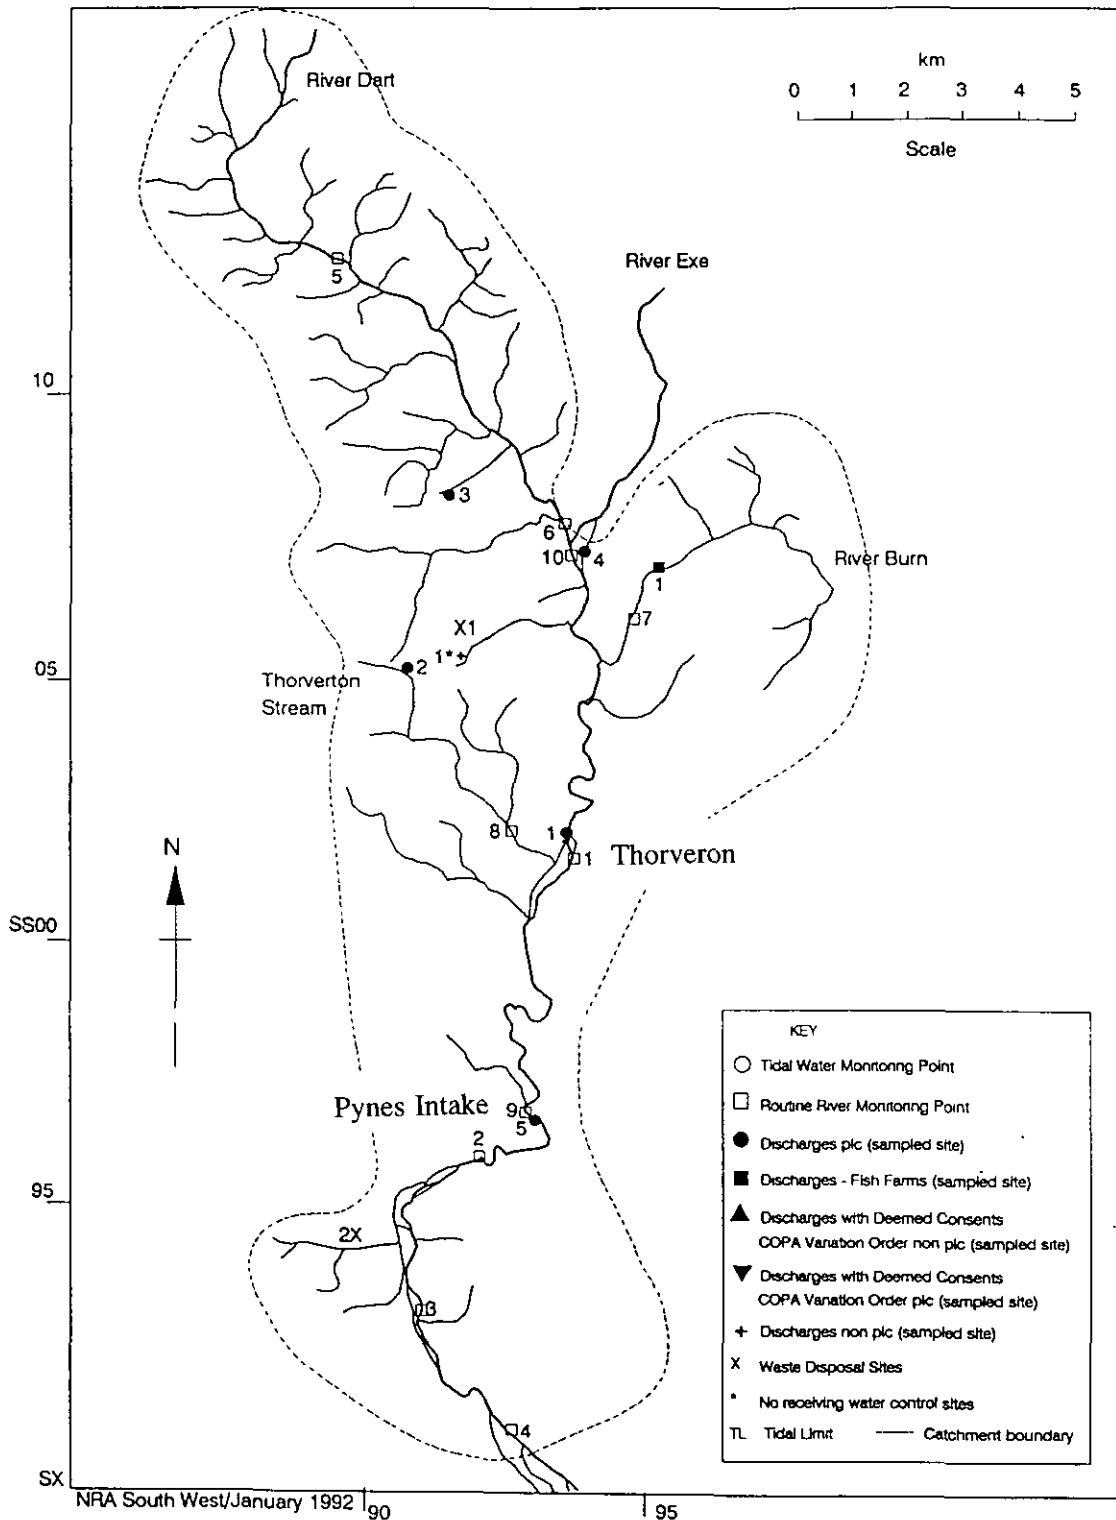 River Dart
km
0 1 2 3 4 5
Scale
River Exe
5
10
3
6
10
4
River Burn
1
7
X1
1*+
05
2
Thorverton
Stream
N
8
1
1
Thorveron
SS00
KEY
Tidal Water Monitoring Point
Routine River Monitoring Point
Discharges plc (sampled site)
Discharges - Fish Farms (sampled site)
Discharges with Deemed Consents
COPA Variation Order non plc (sampled site)
Discharges with Deemed Consents
COPA Variation Order plc (sampled site)
+ Discharges non plc (sampled site)
X Waste Disposal Sites
* No receiving water control sites
TL Tidal Limit
Catchment boundary
Pynes Intake
9
5
2
95
2X
3
4
SX
NRA South West/January 1992
90
95